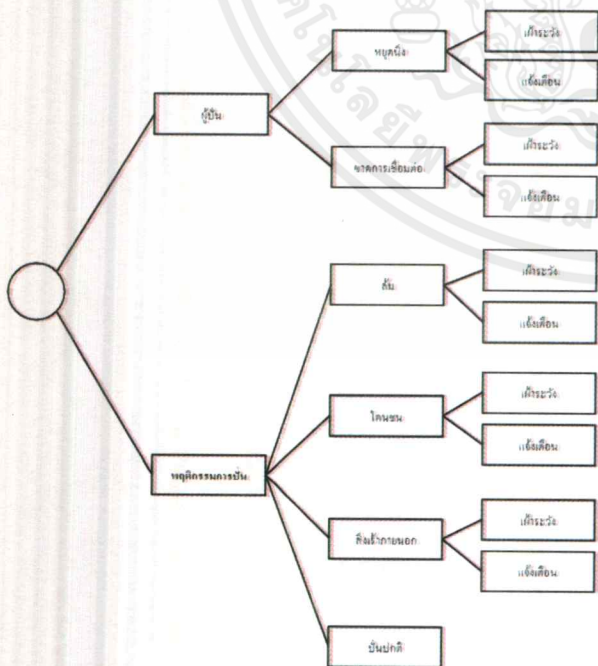 เฝ้าระวัง
หยุดนิ่ง
แจ้งเตือน
ผู้ปั่น
เฝ้าระวัง
ขาดการเชื่อมต่อ
แจ้งเตือน
เฝ้าระวัง
ล้ม
แจ้งเตือน
เฝ้าระวัง
โดนชน
แจ้งเตือน
พฤติกรรมการปั่น
เฝ้าระวัง
สิ่งเร้าภายนอก
แจ้งเตือน
ปั่นปกติ